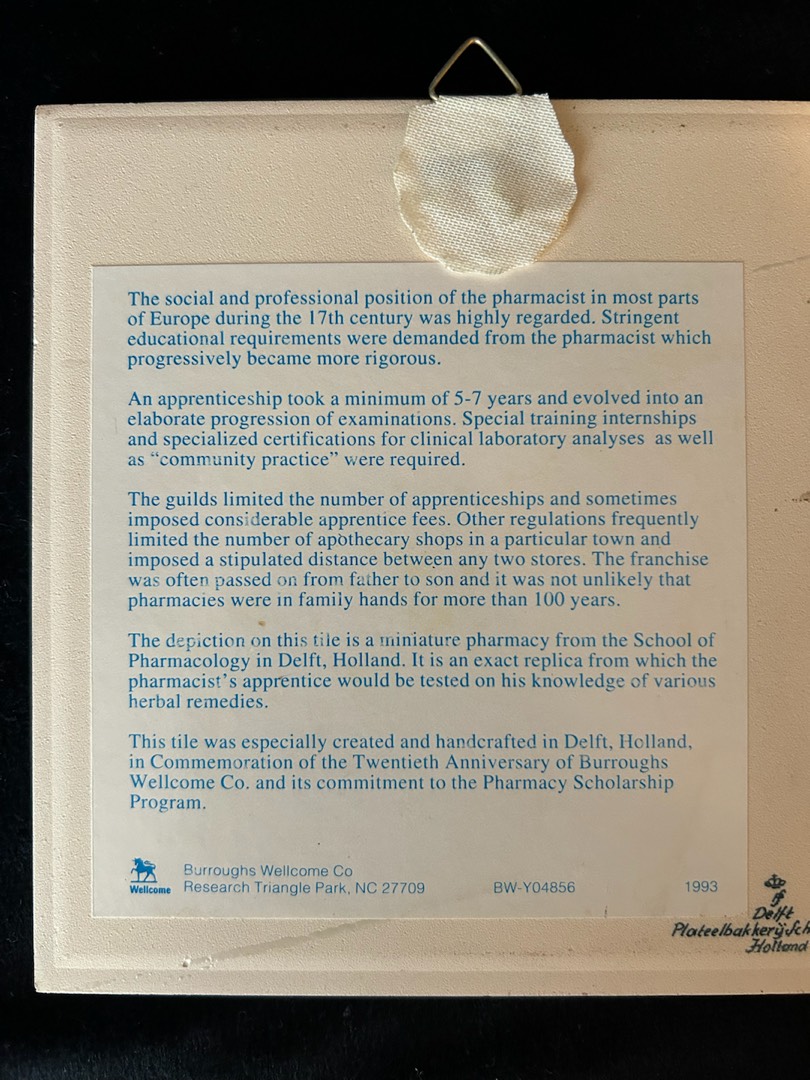 The social and professional position of the pharmacist in most parts
of Europe during the 17th century was highly regarded. Stringent
educational requirements were demanded from the pharmacist which
progressively became more rigorous.
An apprenticeship took a minimum of 5-7 years and evolved into an
elaborate progression of examinations. Special training internships
and specialized certifications for clinical laboratory analyses as well
as “community practice” were required.
The guilds limited the number of apprenticeships and sometimes
imposed considerable apprentice fees. Other regulations frequently
limited the number of apothecary shops in a particular town and
imposed a stipulated distance between any two stores. The franchise
was often passed on from father to son and it was not unlikely that
pharmacies were in family hands for more than 100 years.
The depiction on this tile is a miniature pharmacy from the School of
Pharmacology in Delft, Holland. It is an exact replica from which the
pharmacist's apprentice would be tested on his knowledge of various
herbal remedies.
This tile was especially created and handcrafted in Delft, Holland,
in Commemoration of the Twentieth Anniversary of Burroughs
Wellcome Co. and its commitment to the Pharmacy Scholarship
Program.
Wellcome
Burroughs Wellcome Co
Research Triangle Park, NC 27709
BW-Y04856
1993
Delft
Plateelbakkerij
Holland